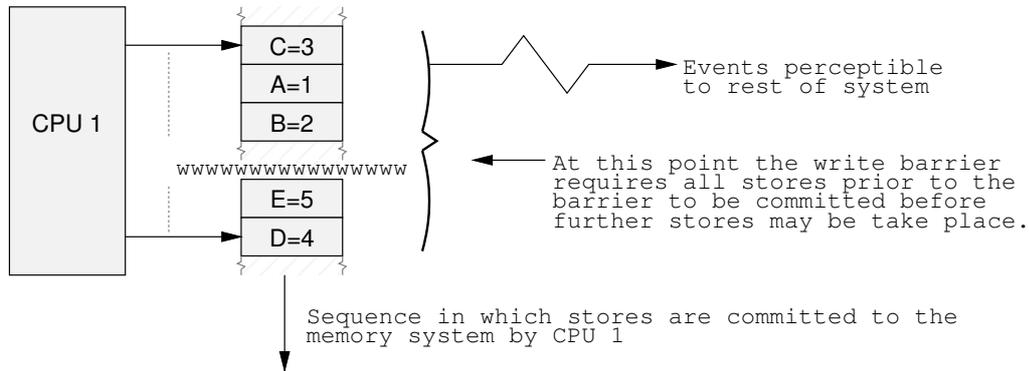 CPU 1
C=3
A=1
B=2
wwwwwwwwwwwwwwww
E=5
D=4
Events perceptible
to rest of system
At this point the write barrier
requires all stores prior to the
barrier to be committed before
further stores may be take place.
Sequence in which stores are committed to the
memory system by CPU 1